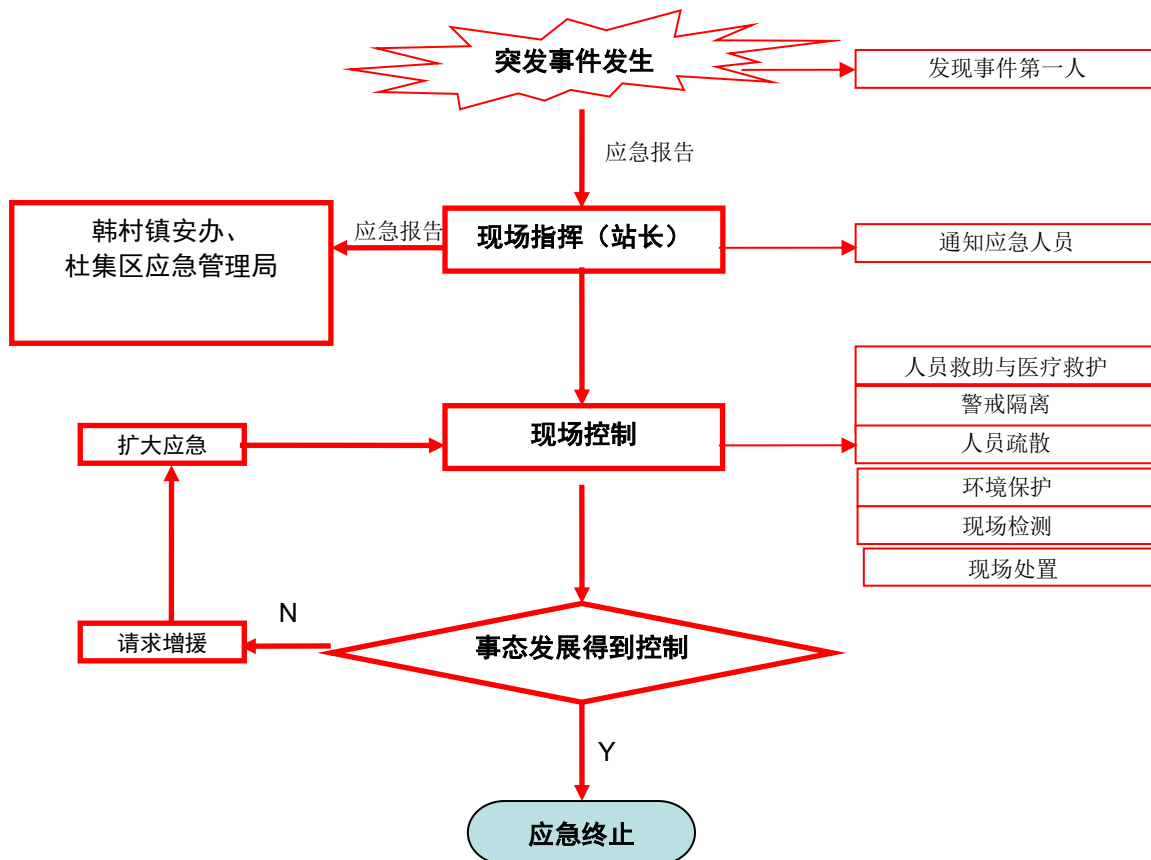 突发事件发生
发现事件第一人
应急报告
韩村镇安办、
杜集区应急管理局
应急报告
现场指挥（站长）
通知应急人员
人员救助与医疗救护
警戒隔离
扩大应急
现场控制
人员疏散
环境保护
现场检测
现场处置
N
请求增援
事态发展得到控制
Y
应急终止